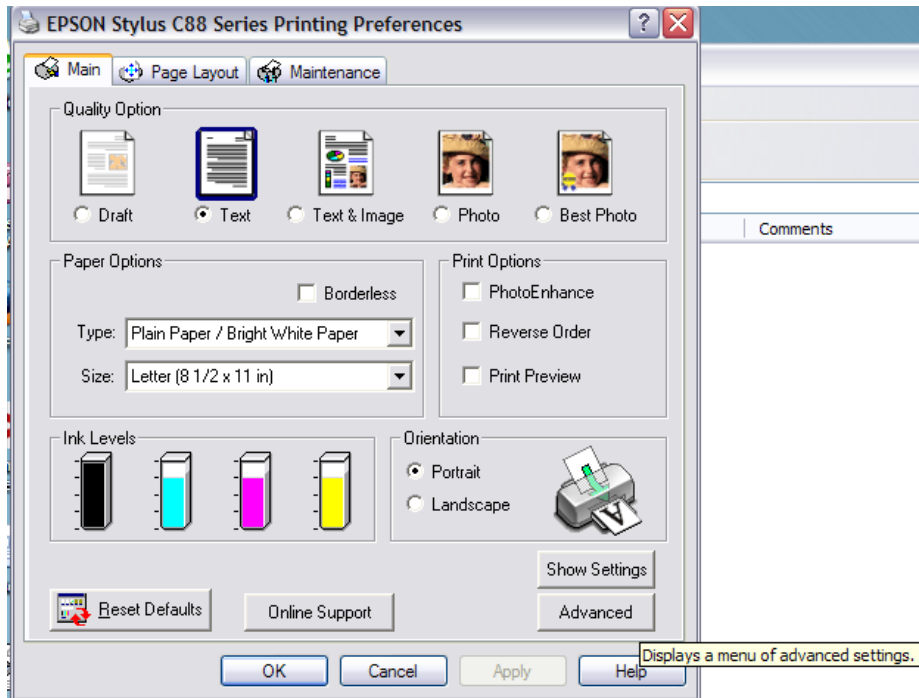 EPSON Stylus C88 Series Printing Preferences
Main Page Layout Maintenance
Quality Option
Draft Text Text & Image Photo Best Photo
Paper Options
Borderless
Type: Plain Paper / Bright White Paper
Size: Letter (8 1/2 x 11 in)
Print Options
PhotoEnhance
Reverse Order
Print Preview
Ink Levels
Orientation
Portrait
Landscape
Show Settings
Reset Defaults Online Support Advanced
OK Cancel Apply Help
Displays a menu of advanced settings.
Comments